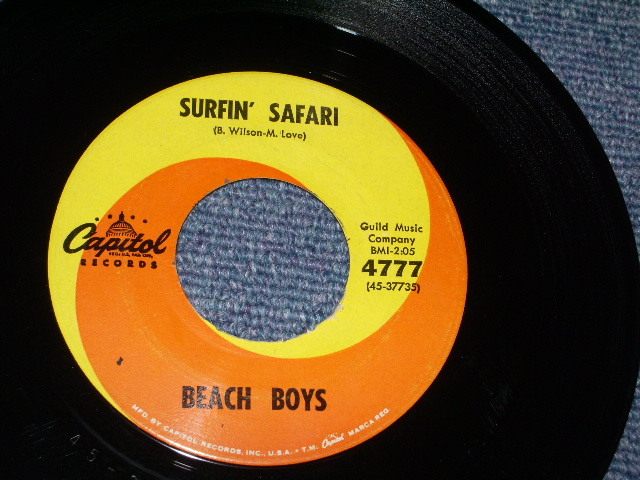 SURFIN' SAFARI
(B. Wilson-M. Love)
Capitol
RECORDS
Guild Music
Company
BMI-2:05
4777
(45-37735)
BEACH BOYS
MFD. BY CAPITOL RECORDS, INC., U.S.A. • T.M. Capitol MARCA REG.